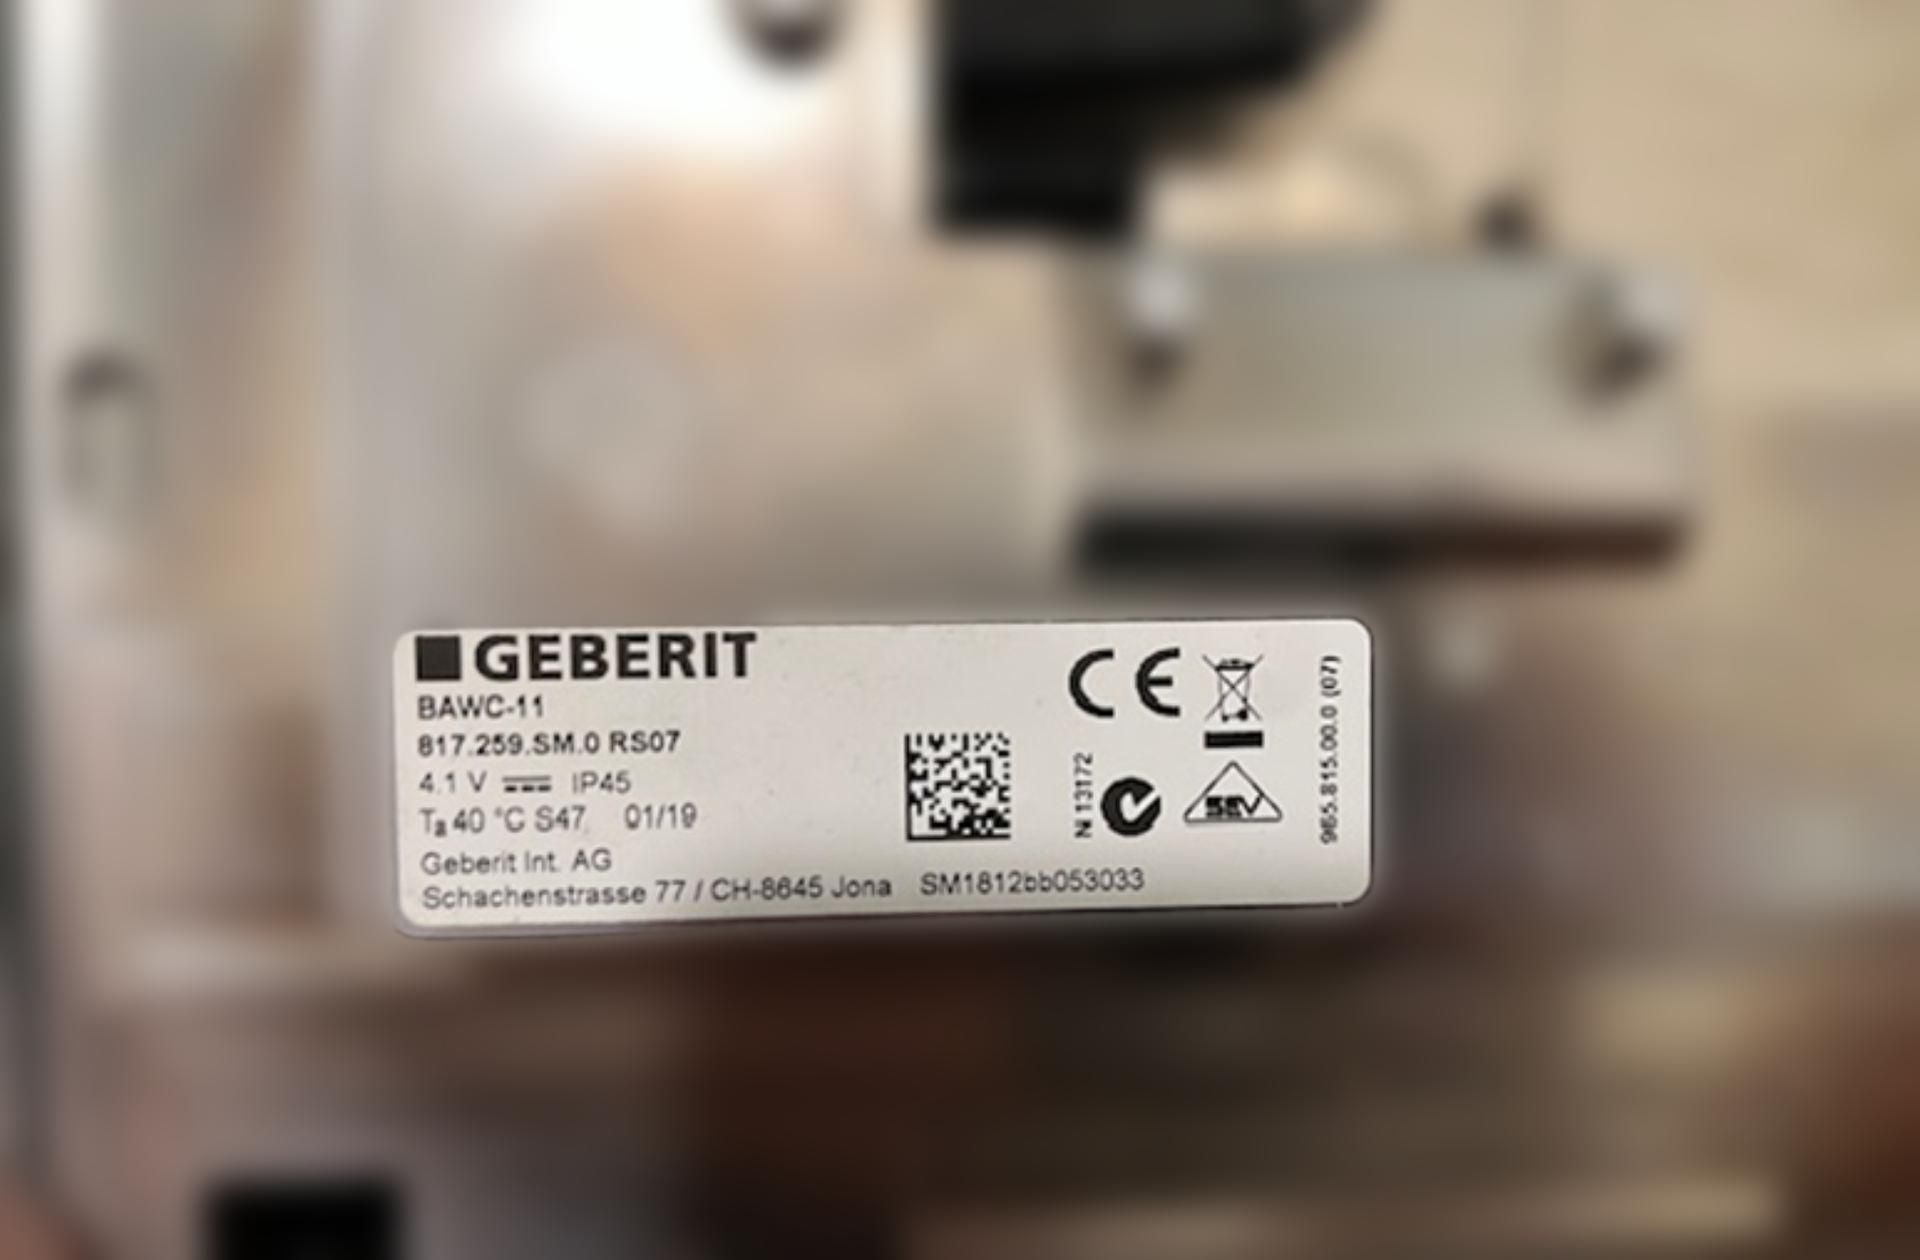 GEBERIT
BAWC-11
817.259.SM.0 RS07
4.1 V IP45
Ta 40 °C S47 01/19
Geberit Int. AG
Schachenstrasse 77 / CH-8645 Jona SM1812bb053033
CE
N 13172
SEV
965.815.00.0 (07)